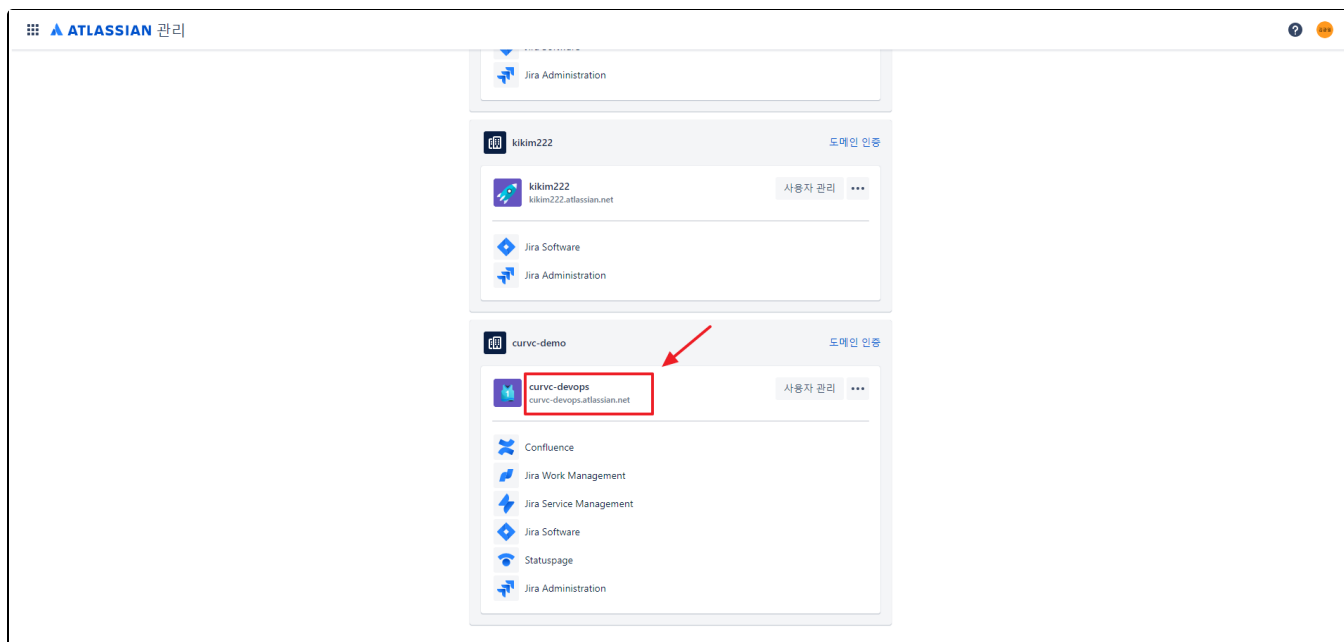 ATLASSIAN 관리
Jira Software
Jira Administration
kikim222
도메인 인증
kikim222
사용자 관리
kikim222.atlassian.net
Jira Software
Jira Administration
curvc-demo
도메인 인증
curvc-devops
사용자 관리
curvc-devops.atlassian.net
Confluence
Jira Work Management
Jira Service Management
Jira Software
Statuspage
Jira Administration